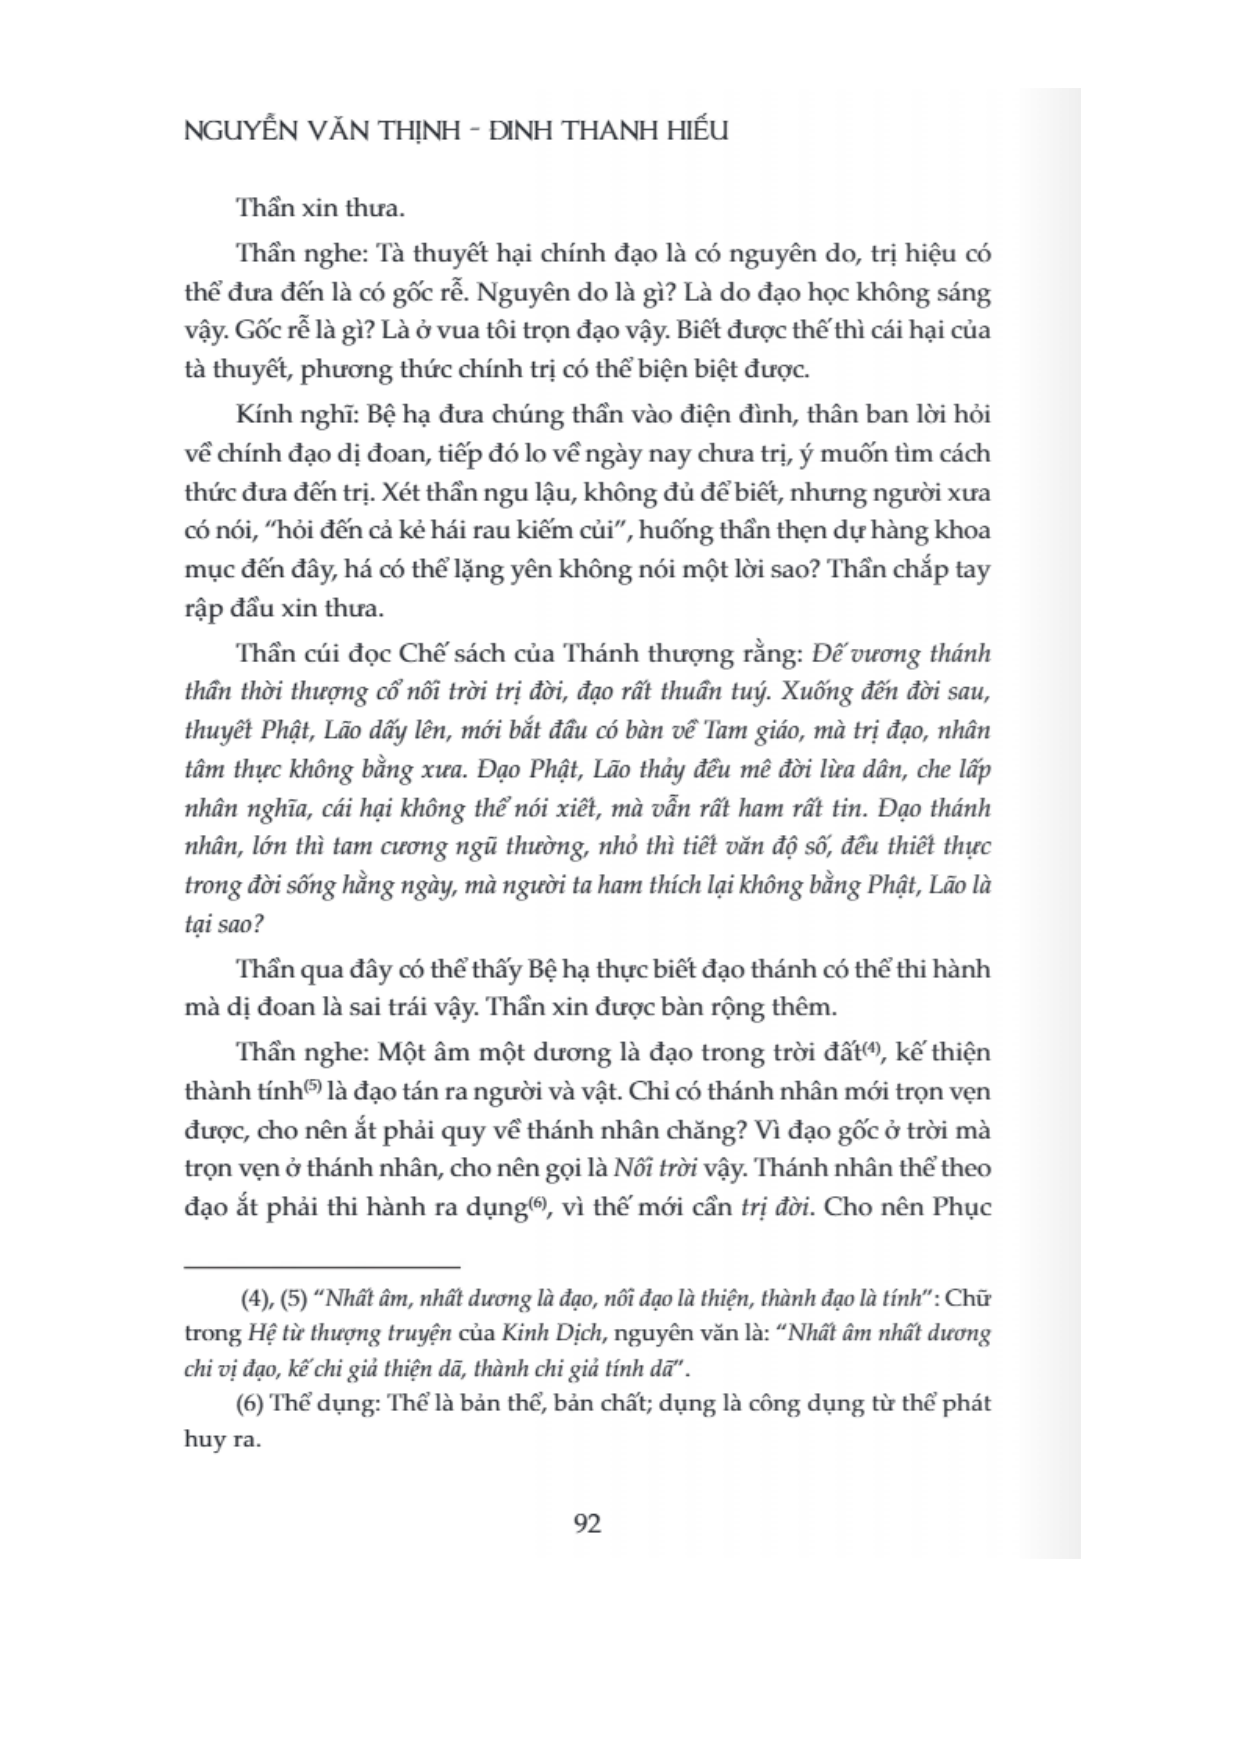 NGUYỄN VĂN THỊNH - ĐINH THANH HIẾU
Thần xin thưa.
Thần nghe: Tà thuyết hại chính đạo là có nguyên do, trị hiệu có
thể đưa đến là có gốc rễ. Nguyên do là gì? Là do đạo học không sáng
vậy. Gốc rễ là gì? Là ở vua tôi trọn đạo vậy. Biết được thế thì cái hại của
tà thuyết, phương thức chính trị có thể biện biệt được.
Kính nghĩ: Bệ hạ đưa chúng thần vào điện đình, thân ban lời hỏi
về chính đạo dị đoan, tiếp đó lo về ngày nay chưa trị, ý muốn tìm cách
thức đưa đến trị. Xét thần ngu lậu, không đủ để biết, nhưng người xưa
có nói, “hỏi đến cả kẻ hái rau kiếm củi”, huống thần thẹn dự hàng khoa
mục đến đây, há có thể lặng yên không nói một lời sao? Thần chắp tay
rập đầu xin thưa.
Thần cúi đọc Chế sách của Thánh thượng rằng: Đế vương thánh
thần thời thượng cổ nối trời trị đời, đạo rất thuần tuý. Xuống đến đời sau,
thuyết Phật, Lão dấy lên, mới bắt đầu có bàn về Tam giáo, mà trị đạo, nhân
tâm thực không bằng xưa. Đạo Phật, Lão thảy đều mê đời lừa dân, che lấp
nhân nghĩa, cái hại không thể nói xiết, mà vẫn rất ham rất tin. Đạo thánh
nhân, lớn thì tam cương ngũ thường, nhỏ thì tiết văn độ số, đều thiết thực
trong đời sống hằng ngày, mà người ta ham thích lại không bằng Phật, Lão là
tại sao?
Thần qua đây có thể thấy Bệ hạ thực biết đạo thánh có thể thi hành
mà dị đoan là sai trái vậy. Thần xin được bàn rộng thêm.
Thần nghe: Một âm một dương là đạo trong trời đất(4), kế thiện
thành tính(5) là đạo tán ra người và vật. Chỉ có thánh nhân mới trọn vẹn
được, cho nên ắt phải quy về thánh nhân chăng? Vì đạo gốc ở trời mà
trọn vẹn ở thánh nhân, cho nên gọi là Nối trời vậy. Thánh nhân thể theo
đạo ắt phải thi hành ra dụng(6), vì thế mới cần trị đời. Cho nên Phục
(4), (5) “Nhất âm, nhất dương là đạo, nối đạo là thiện, thành đạo là tính”: Chữ
trong Hệ từ thượng truyện của Kinh Dịch, nguyên văn là: “Nhất âm nhất dương
chi vị đạo, kế chi giả thiện dã, thành chi giả tính dã”.
(6) Thể dụng: Thể là bản thể, bản chất; dụng là công dụng từ thể phát
huy ra.
92